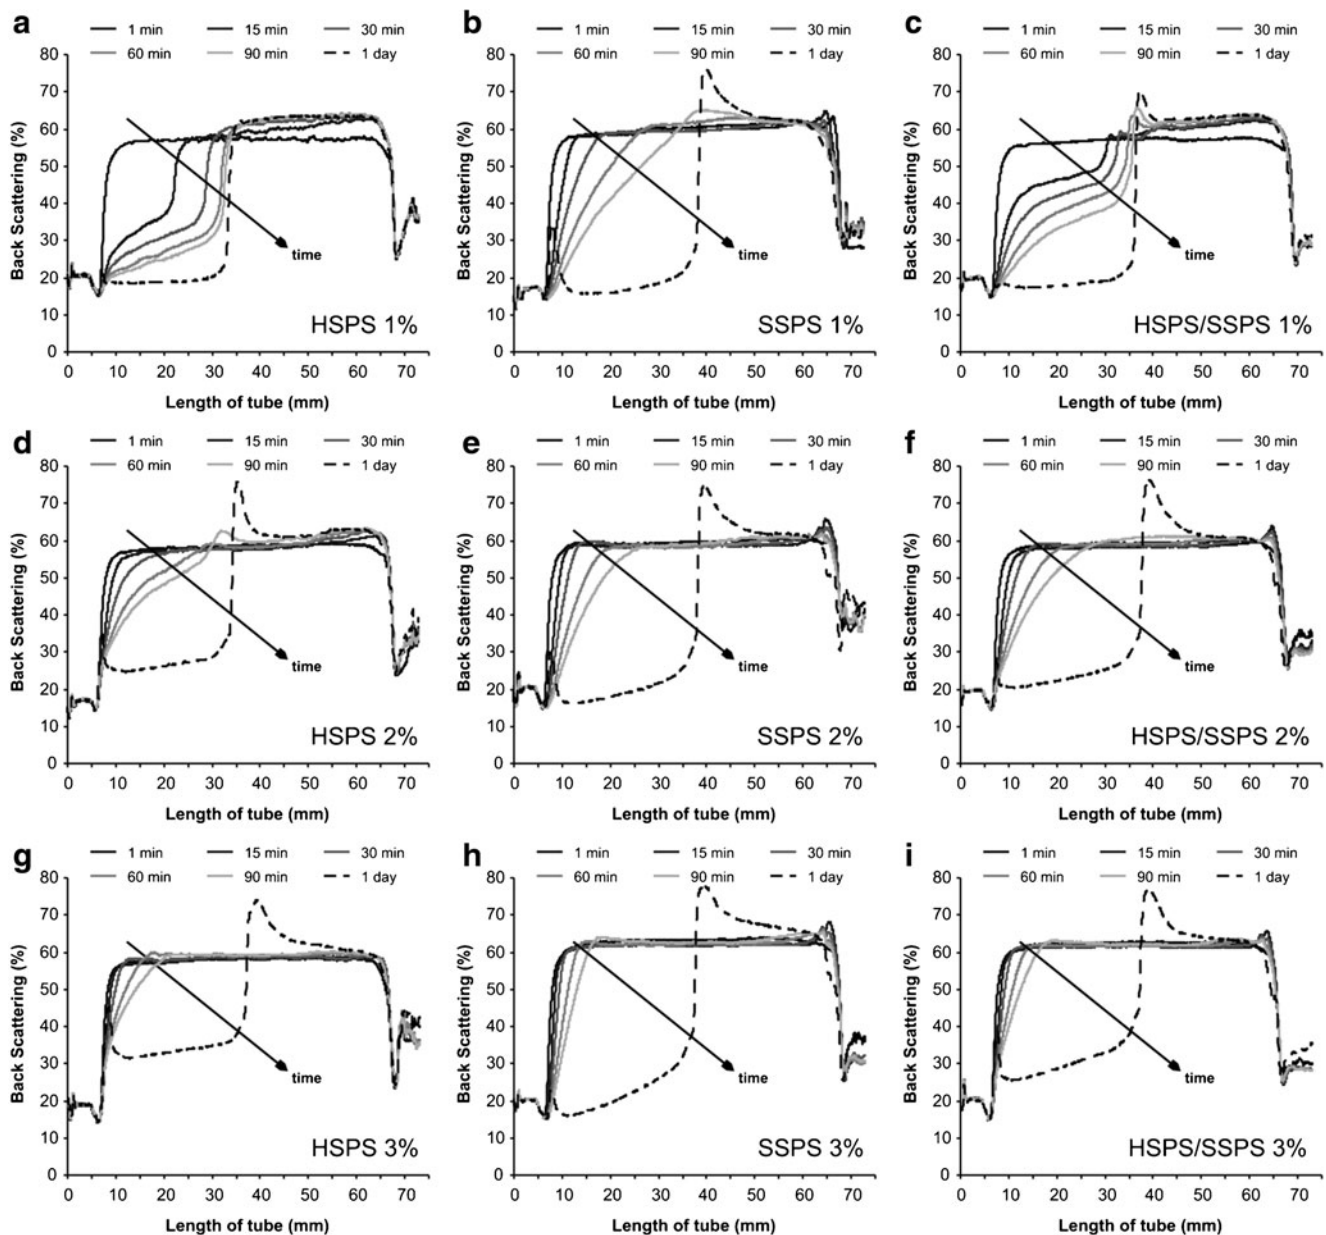 a
1 min 15 min 30 min
60 min 90 min 1 day
80
70
60
50
40
30
20
10
0
Back Scattering (%)
time
HSPS 1%
0 10 20 30 40 50 60 70
Length of tube (mm)
b
1 min 15 min 30 min
60 min 90 min 1 day
80
70
60
50
40
30
20
10
0
Back Scattering (%)
time
SSPS 1%
0 10 20 30 40 50 60 70
Length of tube (mm)
c
1 min 15 min 30 min
60 min 90 min 1 day
80
70
60
50
40
30
20
10
0
Back Scattering (%)
time
HSPS/SSPS 1%
0 10 20 30 40 50 60 70
Length of tube (mm)
d
1 min 15 min 30 min
60 min 90 min 1 day
80
70
60
50
40
30
20
10
0
Back Scattering (%)
time
HSPS 2%
0 10 20 30 40 50 60 70
Length of tube (mm)
e
1 min 15 min 30 min
60 min 90 min 1 day
80
70
60
50
40
30
20
10
0
Back Scattering (%)
time
SSPS 2%
0 10 20 30 40 50 60 70
Length of tube (mm)
f
1 min 15 min 30 min
60 min 90 min 1 day
80
70
60
50
40
30
20
10
0
Back Scattering (%)
time
HSPS/SSPS 2%
0 10 20 30 40 50 60 70
Length of tube (mm)
g
1 min 15 min 30 min
60 min 90 min 1 day
80
70
60
50
40
30
20
10
0
Back Scattering (%)
time
HSPS 3%
0 10 20 30 40 50 60 70
Length of tube (mm)
h
1 min 15 min 30 min
60 min 90 min 1 day
80
70
60
50
40
30
20
10
0
Back Scattering (%)
time
SSPS 3%
0 10 20 30 40 50 60 70
Length of tube (mm)
i
1 min 15 min 30 min
60 min 90 min 1 day
80
70
60
50
40
30
20
10
0
Back Scattering (%)
time
HSPS/SSPS 3%
0 10 20 30 40 50 60 70
Length of tube (mm)